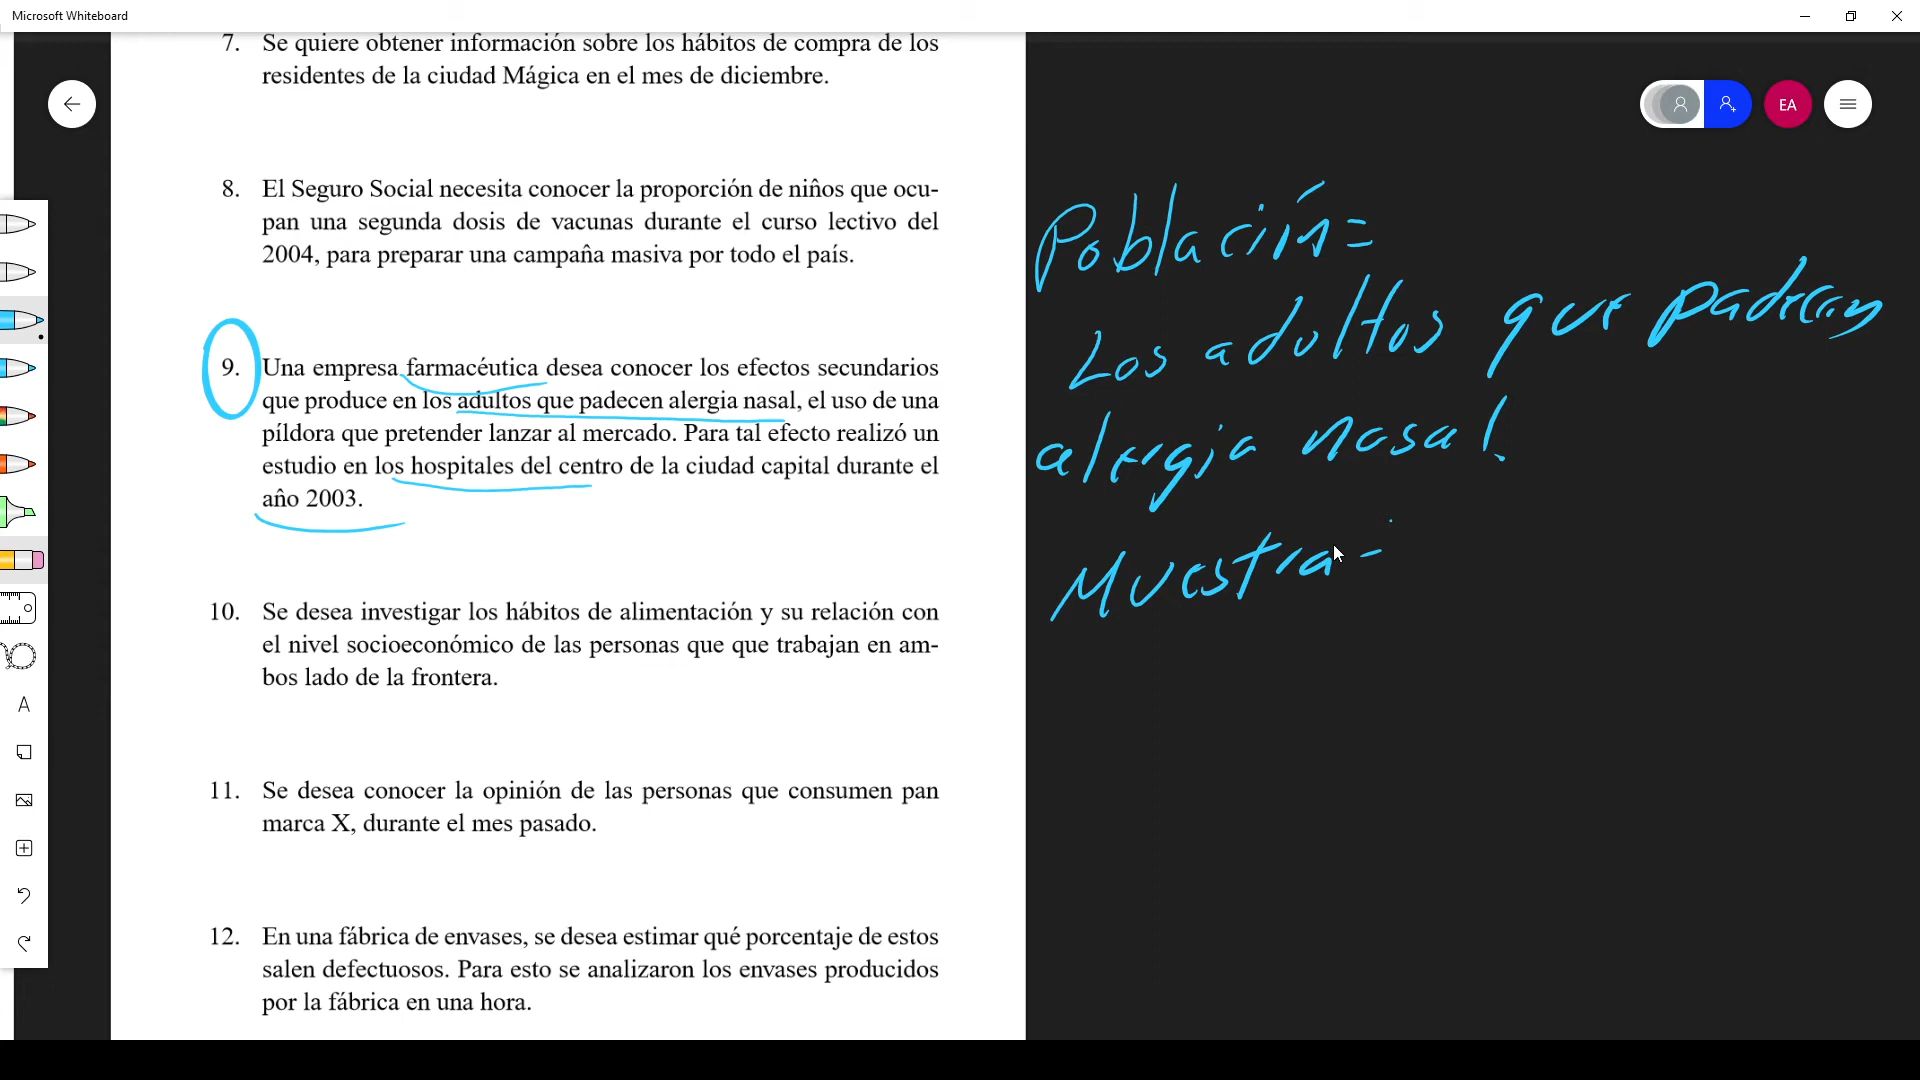 Microsoft Whiteboard
7. Se quiere obtener información sobre los hábitos de compra de los
residentes de la ciudad Mágica en el mes de diciembre.
8. El Seguro Social necesita conocer la proporción de nin̂os que ocu-
pan una segunda dosis de vacunas durante el curso lectivo del
2004, para preparar una campan̂a masiva por todo el país.
9. Una empresa farmacéutica desea conocer los efectos secundarios
que produce en los adultos que padecen alergia nasal, el uso de una
píldora que pretender lanzar al mercado. Para tal efecto realizó un
estudio en los hospitales del centro de la ciudad capital durante el
an̂o 2003.
10. Se desea investigar los hábitos de alimentación y su relación con
el nivel socioeconómico de las personas que que trabajan en am-
bos lado de la frontera.
11. Se desea conocer la opinión de las personas que consumen pan
marca X, durante el mes pasado.
12. En una fábrica de envases, se desea estimar qué porcentaje de estos
salen defectuosos. Para esto se analizaron los envases producidos
por la fábrica en una hora.
EA
Población=
Los adultos que padecen
alergia nasal.
Muestra=
A